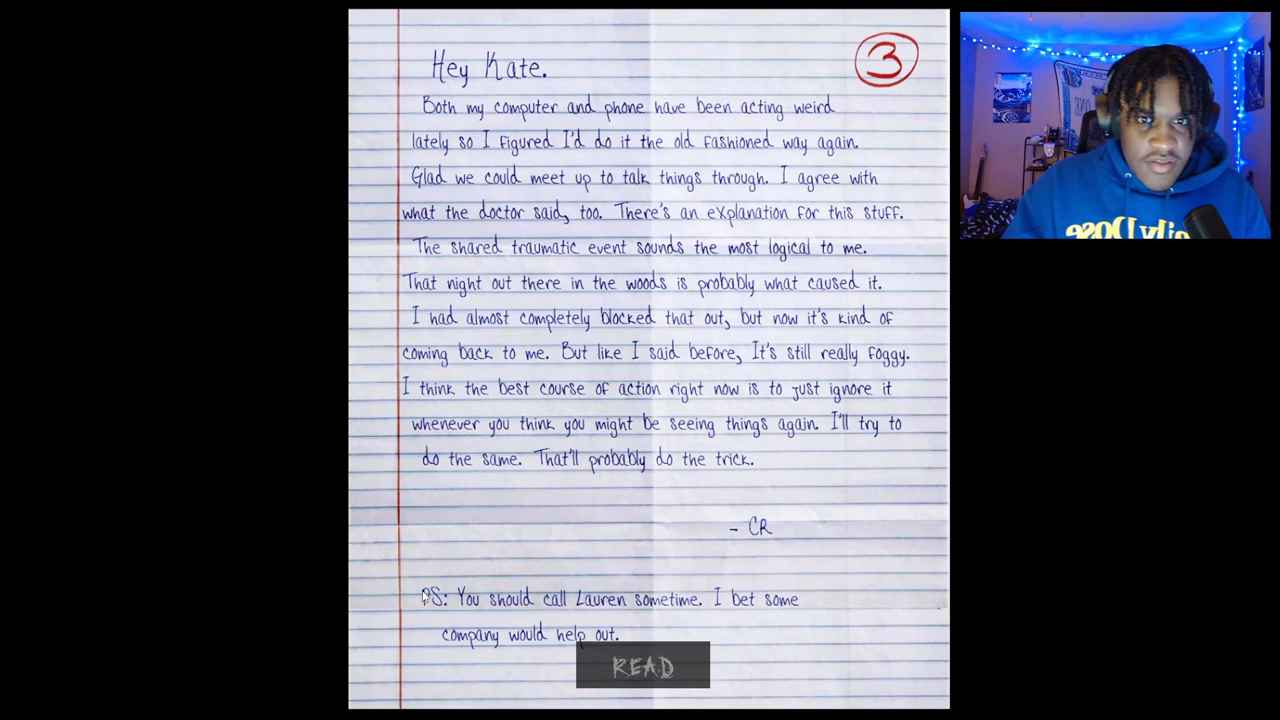 3
Hey Kate.
Both my computer and phone have been acting weird
lately so I figured I'd do it the old fashioned way again.
Glad we could meet up to talk things through. I agree with
what the doctor said, too. There's an explanation for this stuff.
The shared traumatic event sounds the most logical to me.
That night out there in the woods is probably what caused it.
I had almost completely blocked that out, but now it's kind of
coming back to me. But like I said before, It's still really foggy.
I think the best course of action right now is to just ignore it
whenever you think you might be seeing things again. I'll try to
do the same. That'll probably do the trick.
- CR
PS: You should call Lauren sometime. I bet some
company would help out.
READ